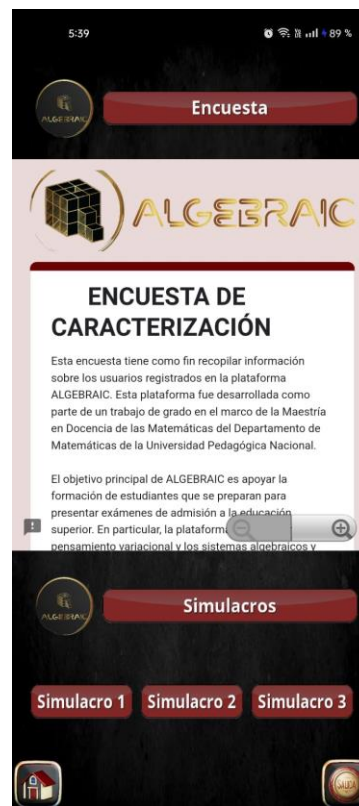 5:39
89 %
ALGEBRAIC
Encuesta
ALGEBRAIC
ENCUESTA DE
CARACTERIZACIÓN
Esta encuesta tiene como fin recopilar información
sobre los usuarios registrados en la plataforma
ALGEBRAIC. Esta plataforma fue desarrollada como
parte de un trabajo de grado en el marco de la Maestría
en Docencia de las Matemáticas del Departamento de
Matemáticas de la Universidad Pedagógica Nacional.
El objetivo principal de ALGEBRAIC es apoyar la
formación de estudiantes que se preparan para
presentar exámenes de admisión a la educación
superior. En particular, la plataforma
pensamiento variacional y los sistemas algebraicos y
ALGEBRAIC
Simulacros
Simulacro 1
Simulacro 2
Simulacro 3
SALIDA